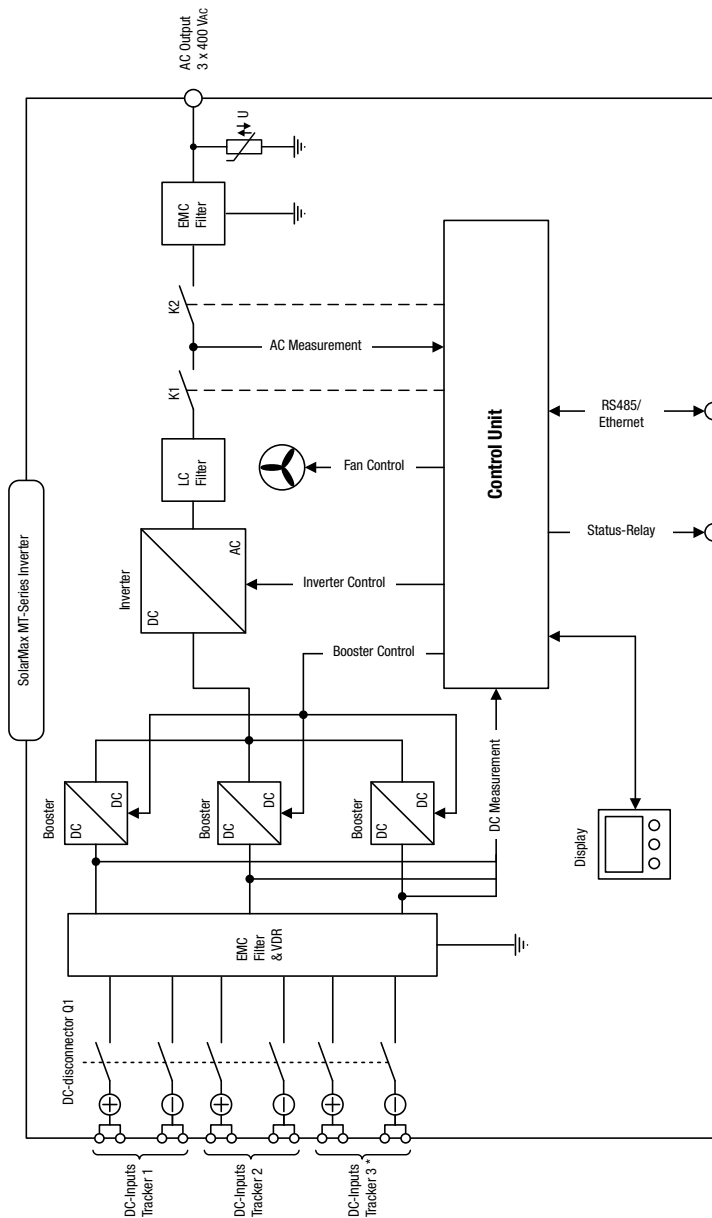 SolarMax MT-Series Inverter
DC-Inputs
Tracker 1
DC-Inputs
Tracker 2
DC-Inputs
Tracker 3 *
DC-disconnector Q1
EMC
Filter
& VDR
Booster
DC
DC
Booster
DC
DC
Booster
DC
DC
Inverter
DC
AC
LC
Filter
K1
K2
EMC
Filter
U
AC Output
3 x 400 VAC
DC Measurement
Booster Control
Inverter Control
Fan Control
AC Measurement
Control Unit
Display
Status-Relay
RS485/
Ethernet